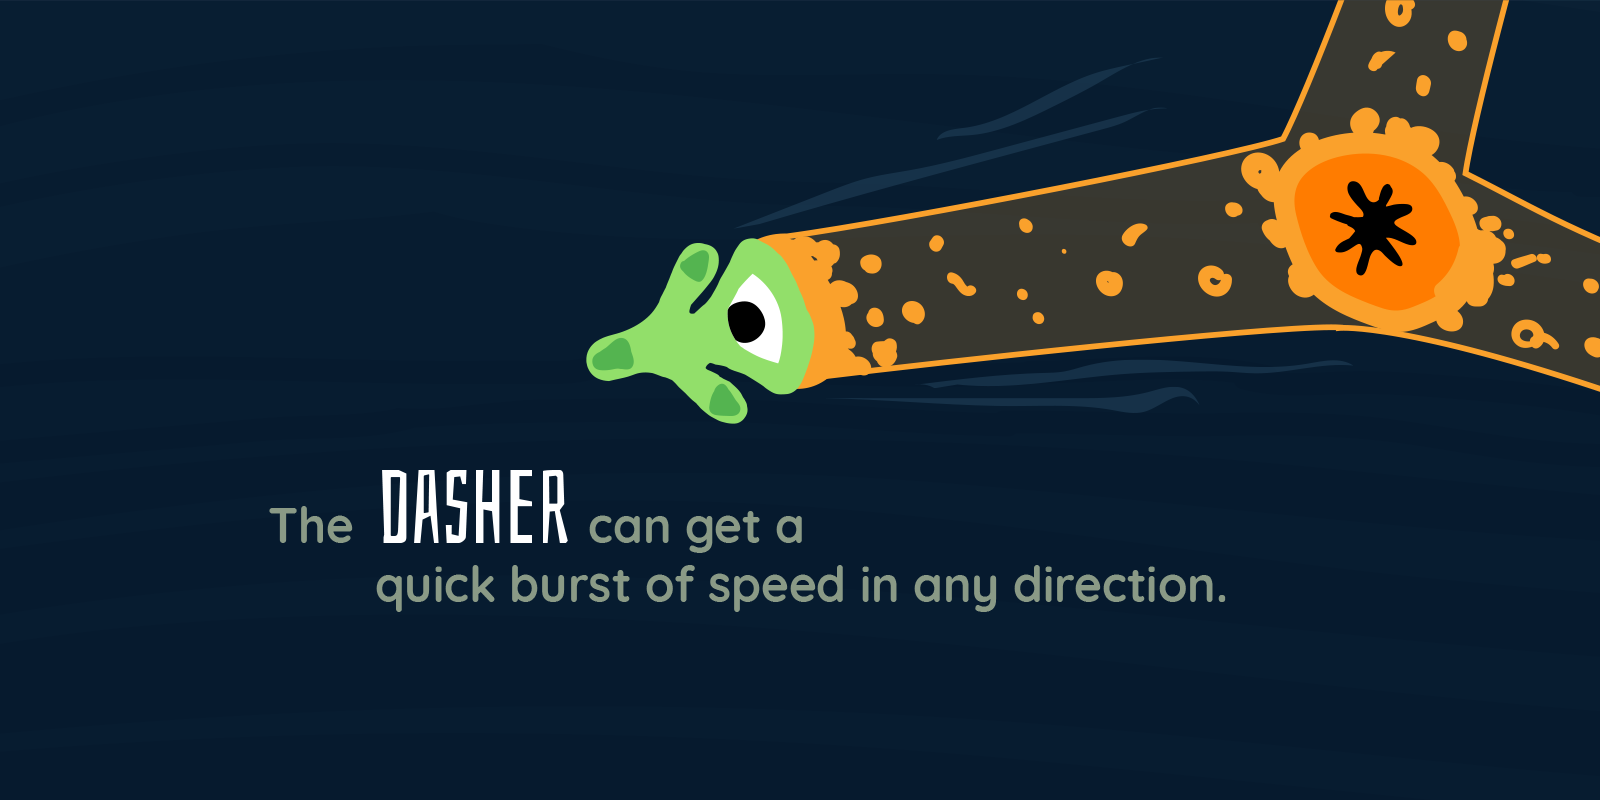 The DASHER can get a
quick burst of speed in any direction.